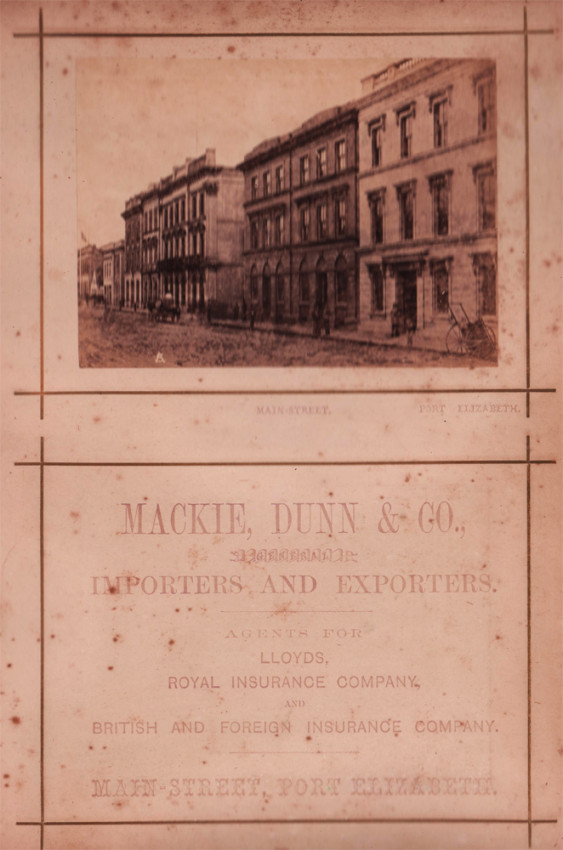 A
MAIN-STREET, PORT ELIZABETH.
MACKIE, DUNN & CO.,
IMPORTERS AND EXPORTERS.
AGENTS FOR
LLOYDS,
ROYAL INSURANCE COMPANY,
AND
BRITISH AND FOREIGN INSURANCE COMPANY.
MAIN-STREET, PORT ELIZABETH.